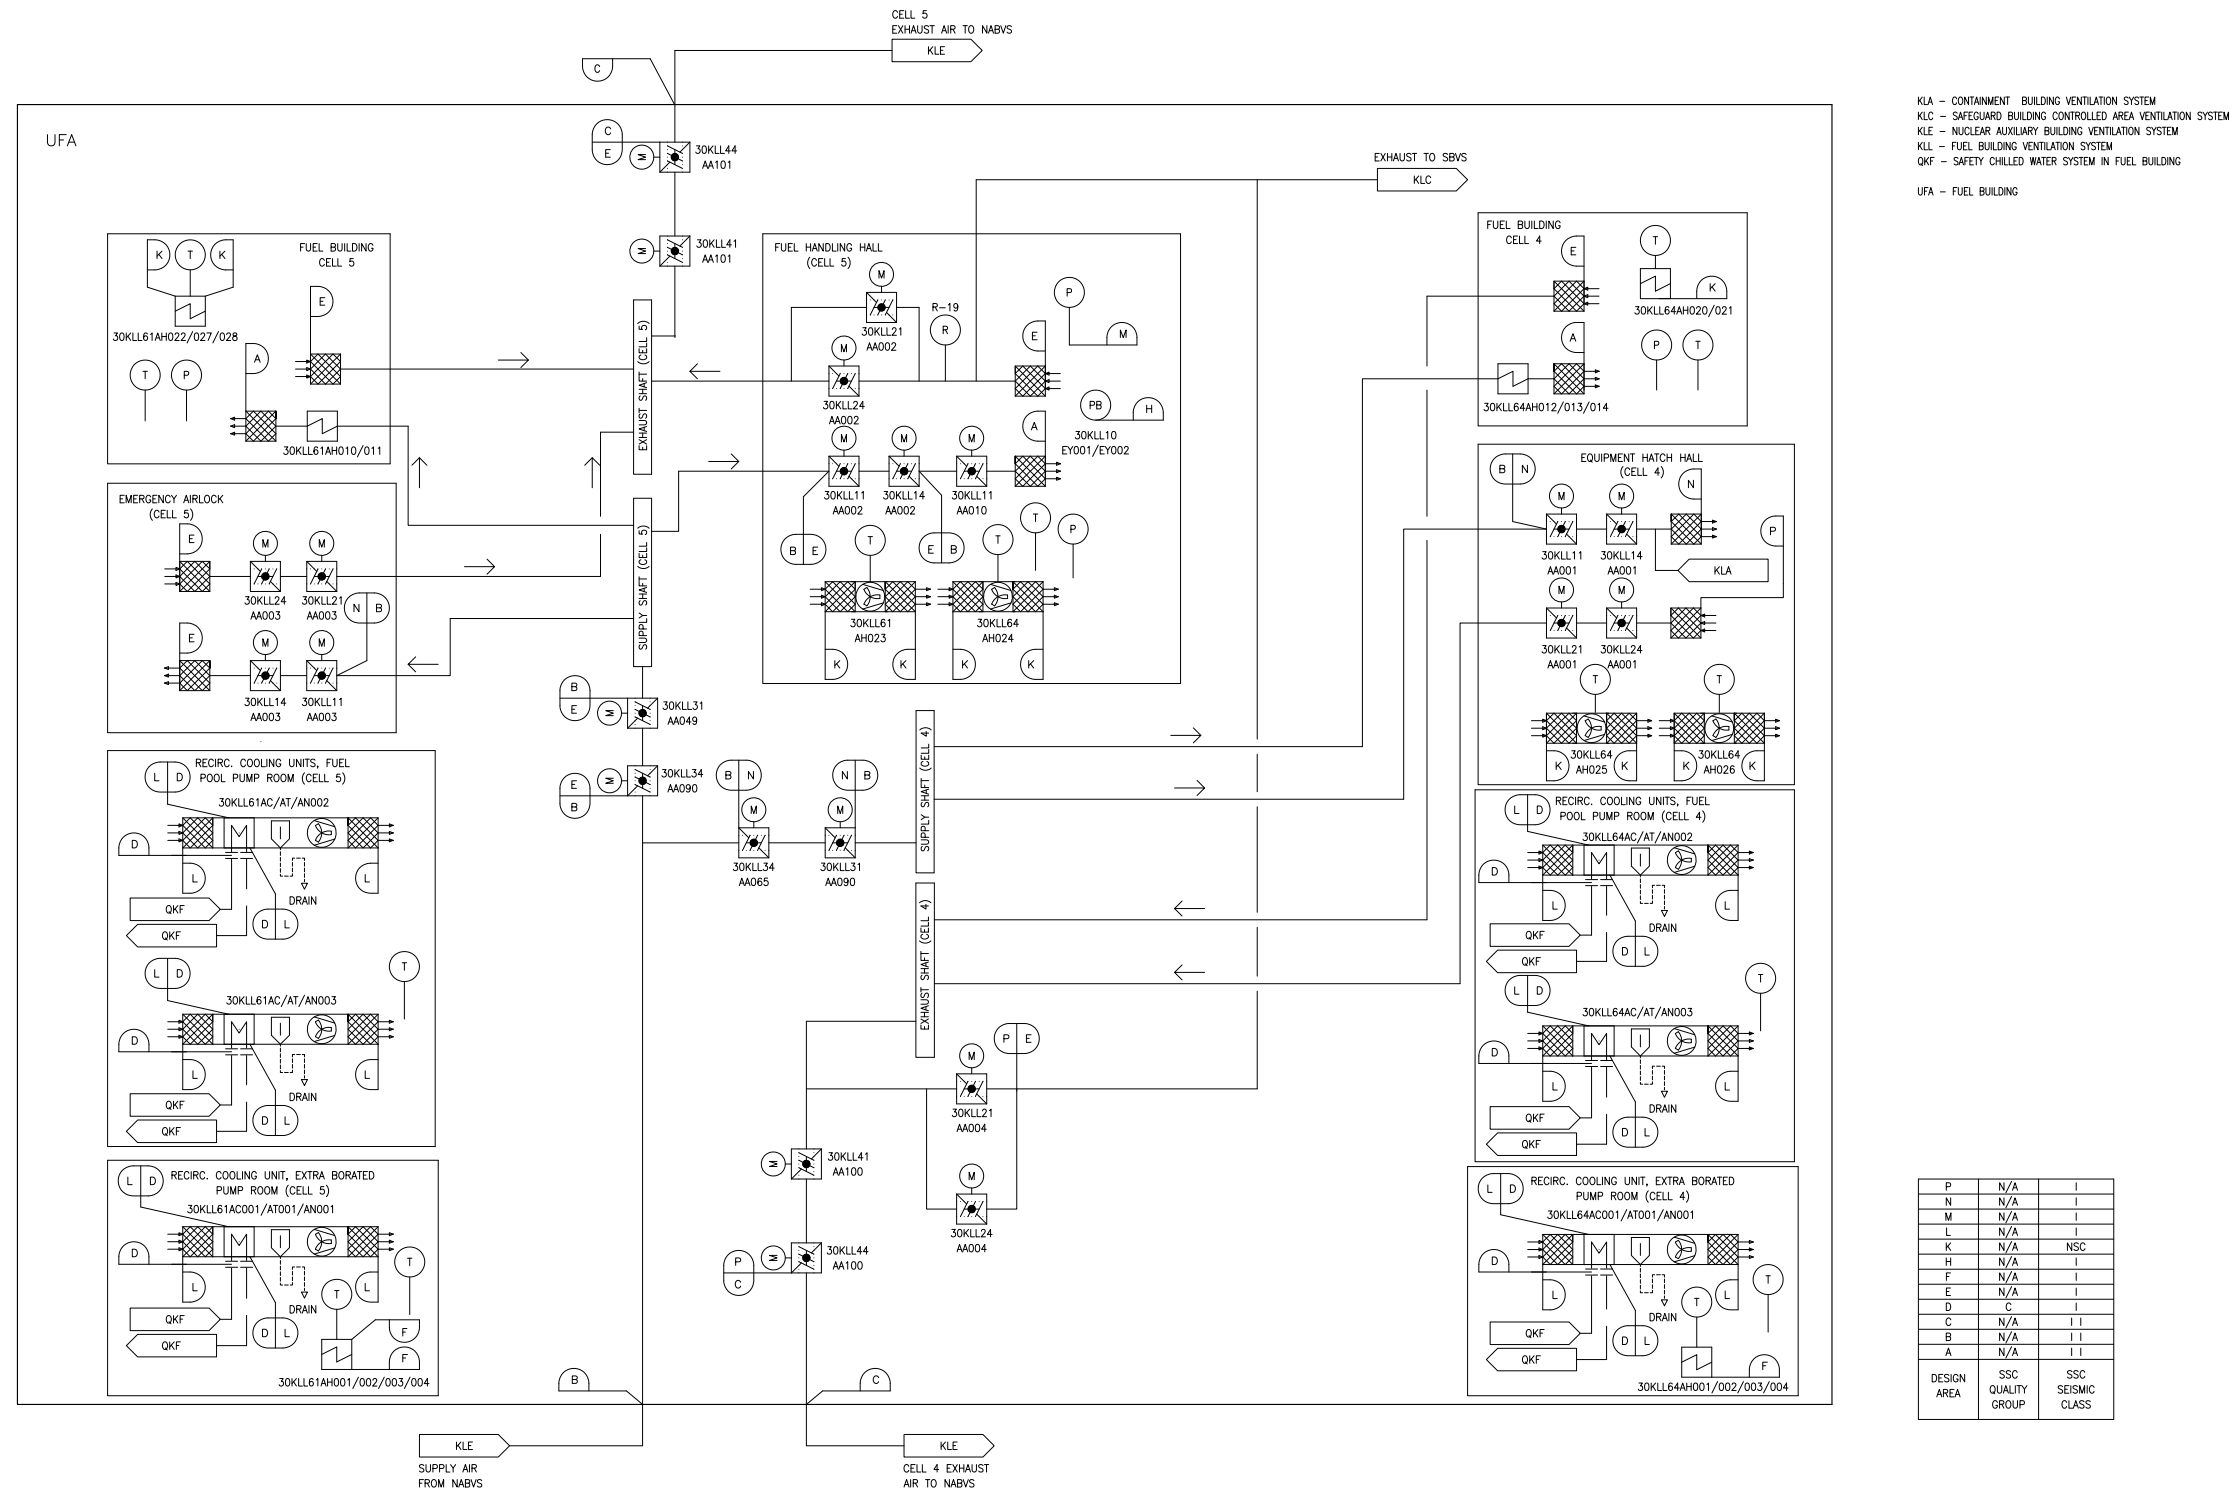 CELL 5
EXHAUST AIR TO NABVS
KLE
C
KLA – CONTAINMENT BUILDING VENTILATION SYSTEM
KLC – SAFEGUARD BUILDING CONTROLLED AREA VENTILATION SYSTEM
KLE – NUCLEAR AUXILIARY BUILDING VENTILATION SYSTEM
KLL – FUEL BUILDING VENTILATION SYSTEM
QKF – SAFETY CHILLED WATER SYSTEM IN FUEL BUILDING
UFA – FUEL BUILDING
UFA
C
E
M
30KLL44
AA101
M
30KLL41
AA101
EXHAUST TO SBVS
KLC
FUEL BUILDING
CELL 5
K T K
30KLL61AH022/027/028
E
T P
A
30KLL61AH010/011
EMERGENCY AIRLOCK
(CELL 5)
E
M M
30KLL24 30KLL21
AA003 AA003
N B
E
M M
30KLL14 30KLL11
AA003 AA003
EXHAUST SHAFT (CELL 5)
SUPPLY SHAFT (CELL 5)
FUEL HANDLING HALL
(CELL 5)
M
30KLL21
AA002
R–19
R
M
30KLL24
AA002
E
P
M
PB
H
30KLL10
EY001/EY002
A
M M M
30KLL11 30KLL14 30KLL11
AA002 AA002 AA010
B E
T
E B
T
T
P
30KLL61
AH023
30KLL64
AH024
K K K K
FUEL BUILDING
CELL 4
E
T
K
30KLL64AH020/021
A
P T
30KLL64AH012/013/014
EQUIPMENT HATCH HALL
(CELL 4)
B N
M M
N
30KLL11 30KLL14
AA001 AA001
P
KLA
M M
30KLL21 30KLL24
AA001 AA001
T T
30KLL64
AH025
30KLL64
AH026
K K K K
B
E
M
30KLL31
AA049
E
B
M
30KLL34
AA090
B N
M
30KLL34
AA065
N B
M
30KLL31
AA090
SUPPLY SHAFT (CELL 4)
EXHAUST SHAFT (CELL 4)
RECIRC. COOLING UNITS, FUEL
POOL PUMP ROOM (CELL 5)
L D
30KLL61AC/AT/AN002
D
L L
DRAIN
QKF
D L
QKF
L D
T
30KLL61AC/AT/AN003
D
L L
DRAIN
QKF
D L
QKF
RECIRC. COOLING UNITS, FUEL
POOL PUMP ROOM (CELL 4)
L D
30KLL64AC/AT/AN002
D
L L
DRAIN
QKF
D L
QKF
L D
T
30KLL64AC/AT/AN003
D
L L
DRAIN
QKF
D L
QKF
P E
M
30KLL21
AA004
M
30KLL24
AA004
M
30KLL41
AA100
P
C
M
30KLL44
AA100
RECIRC. COOLING UNIT, EXTRA BORATED
PUMP ROOM (CELL 5)
L D
30KLL61AC001/AT001/AN001
D
L L
DRAIN
QKF
D L
QKF
T
T
F
F
30KLL61AH001/002/003/004
RECIRC. COOLING UNIT, EXTRA BORATED
PUMP ROOM (CELL 4)
L D
30KLL64AC001/AT001/AN001
D
L L
DRAIN
QKF
D L
QKF
T
T
F
30KLL64AH001/002/003/004
B
C
KLE
SUPPLY AIR
FROM NABVS
KLE
CELL 4 EXHAUST
AIR TO NABVS
P N/A I
N N/A I
M N/A I
L N/A I
K N/A NSC
H N/A I
F N/A I
E N/A I
D C I
C N/A II
B N/A II
A N/A II
DESIGN AREA SSC QUALITY GROUP SSC SEISMIC CLASS